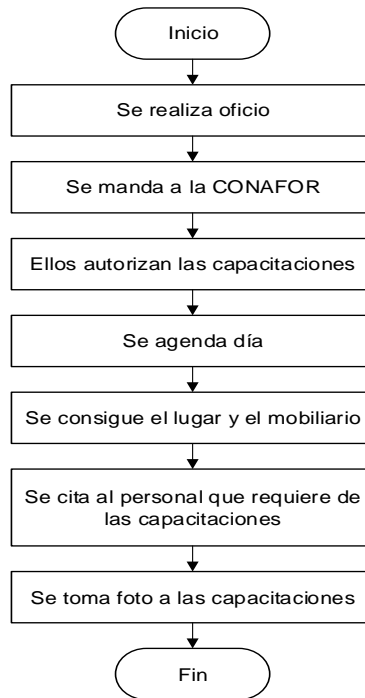 Inicio
Se realiza oficio
Se manda a la CONAFOR
Ellos autorizan las capacitaciones
Se agenda día
Se consigue el lugar y el mobiliario
Se cita al personal que requiere de
las capacitaciones
Se toma foto a las capacitaciones
Fin